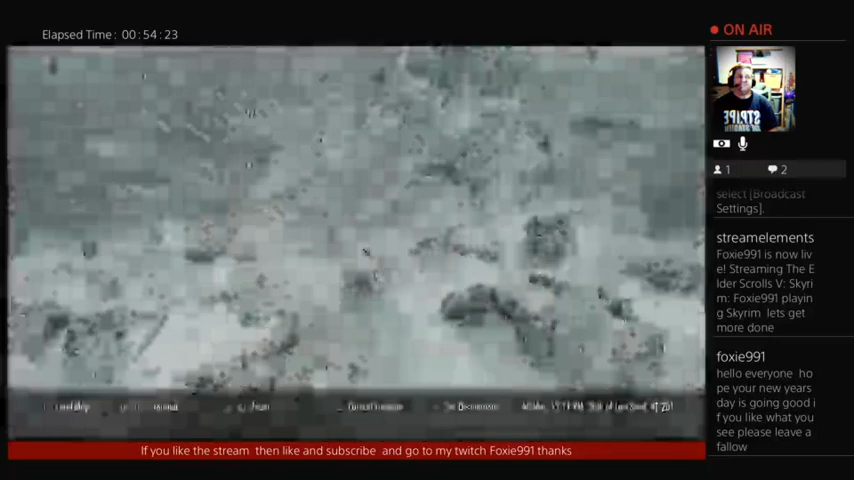 Elapsed Time: 00:54:23
ON AIR
1
2
select [Broadcast
Settings].
streamelements
Foxie991 is now liv
e! Streaming The E
lder Scrolls V: Skyri
m: Foxie991 playin
g Skyrim lets get
more done
foxie991
hello everyone ho
pe your new years
day is going good i
f you like what you
see please leave a
fallow
If you like the stream then like and subscribe and go to my twitch Foxie991 thanks